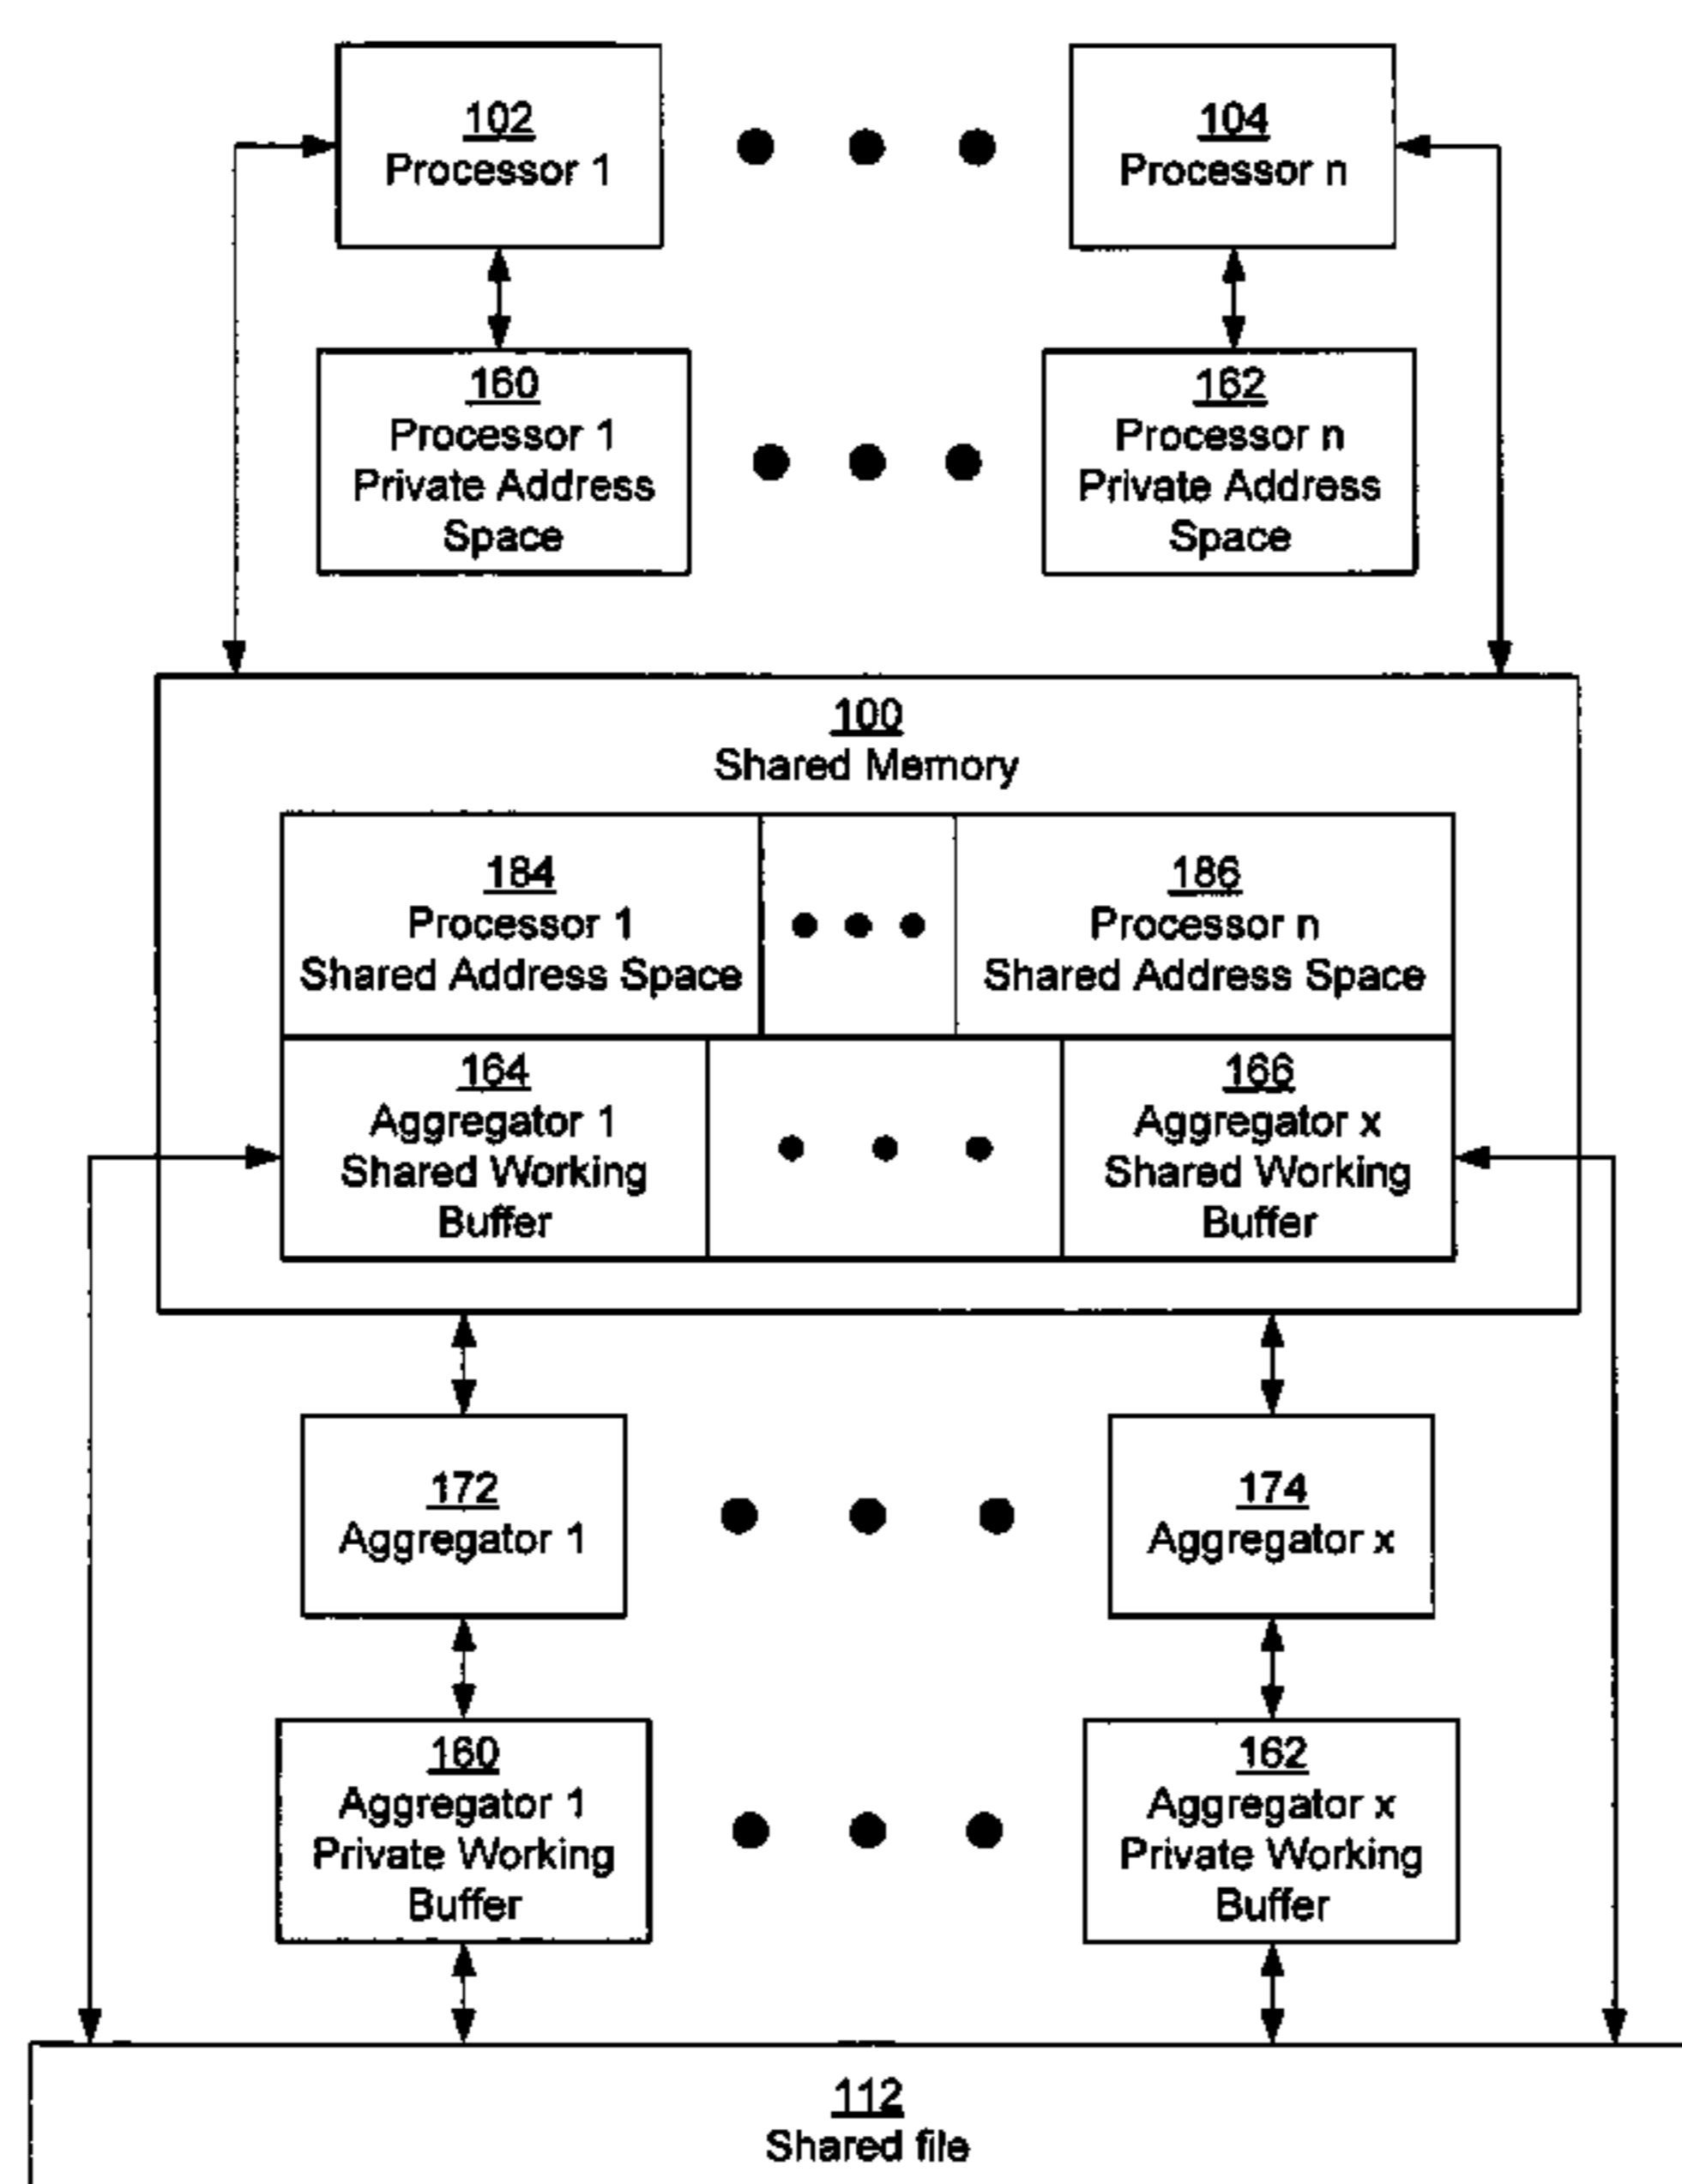 102
Processor 1
104
Processor n
160
Processor 1
Private Address
Space
162
Processor n
Private Address
Space
100
Shared Memory
184
Processor 1
Shared Address Space
186
Processor n
Shared Address Space
164
Aggregator 1
Shared Working
Buffer
166
Aggregator x
Shared Working
Buffer
172
Aggregator 1
174
Aggregator x
160
Aggregator 1
Private Working
Buffer
162
Aggregator x
Private Working
Buffer
112
Shared file